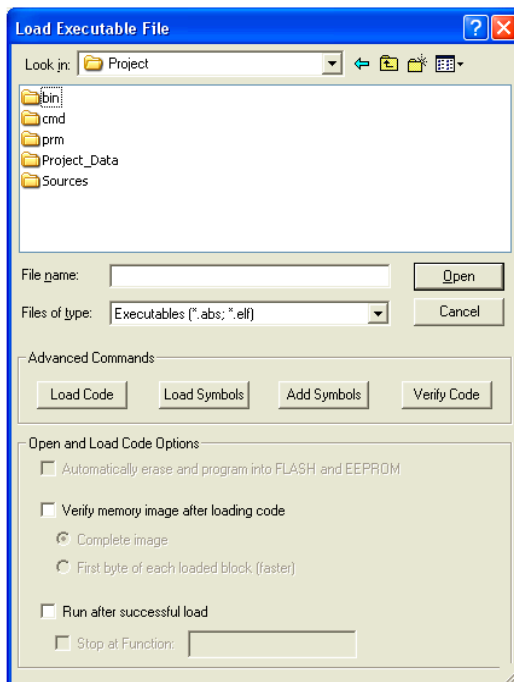 Load Executable File
Look in: Project
bin
cmd
prm
Project_Data
Sources
File name: Open
Files of type: Executables (*.abs; *.elf) Cancel
Advanced Commands
Load Code Load Symbols Add Symbols Verify Code
Open and Load Code Options
Automatically erase and program into FLASH and EEPROM
Verify memory image after loading code
Complete image
First byte of each loaded block (faster)
Run after successful load
Stop at Function: